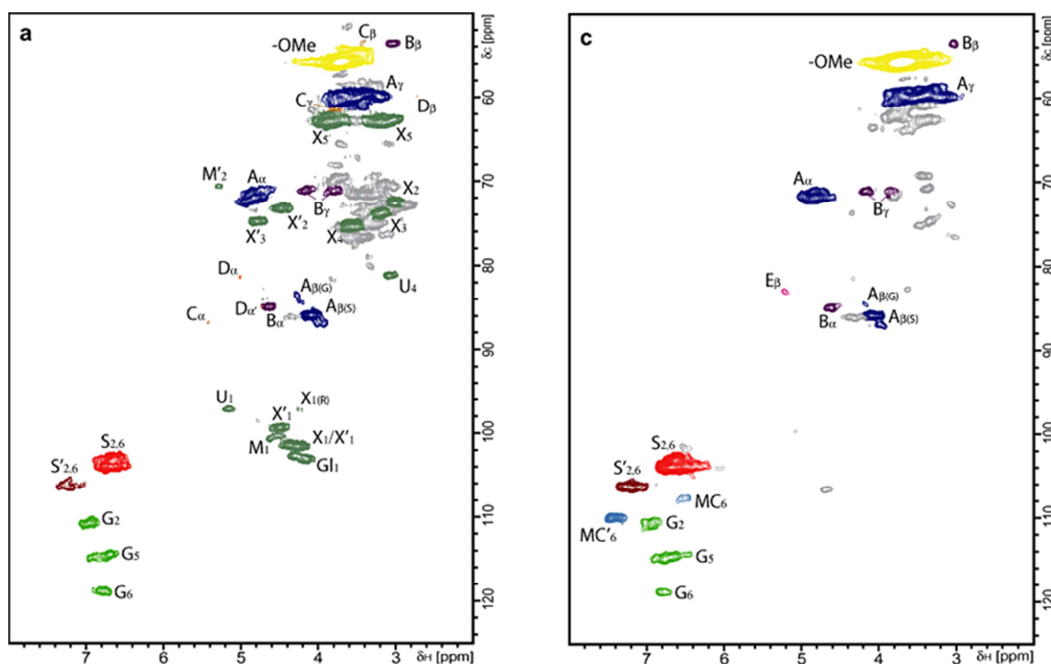 a
-OMe
Cβ
Bβ
Aγ
Cγ
Dβ
X5
X5
M'2
Aα
Bγ
X2
X'3
X'2
X4
X3
Dα
U4
Aβ(G)
Dα'
Bα
Aβ(S)
Cα
U1
X'1
X1(R)
M1
X1/X'1
Gl1
S2,6
S'2,6
G2
G5
G6
δc [ppm]
60
70
80
90
100
110
120
7 6 5 4 3 δH [ppm]
c
-OMe
Bβ
Aγ
Aα
Bγ
Eβ
Aβ(G)
Bα
Aβ(S)
S2,6
S'2,6
MC6
MC'6
G2
G5
G6
δc [ppm]
60
70
80
90
100
110
120
7 6 5 4 3 δH [ppm]